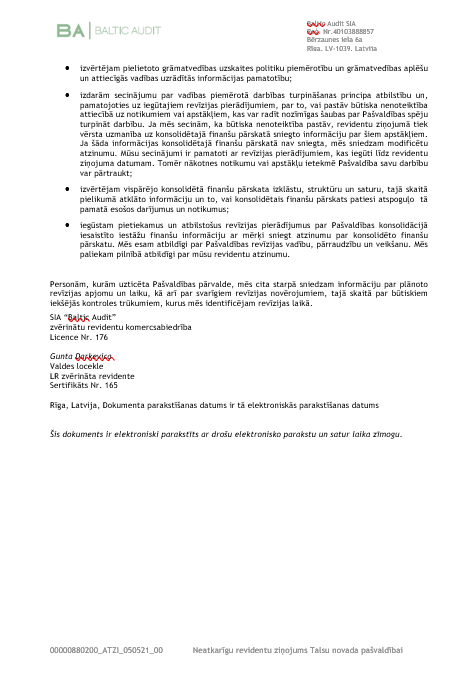 BA | BALTIC AUDIT
Baltic Audit SIA
Reģ. Nr.40103888857
Bērzaunes iela 6a
Rīga, LV-1039, Latvija
• izvērtējam pielietoto grāmatvedības uzskaites politiku piemērotību un grāmatvedības aplēšu
un attiecīgās vadības uzrādītās informācijas pamatotību;
• izdarām secinājumu par vadības piemērotā darbības turpināšanas principa atbilstību un,
pamatojoties uz iegūtajiem revīzijas pierādījumiem, par to, vai pastāv būtiska nenoteiktība
attiecībā uz notikumiem vai apstākļiem, kas var radīt nozīmīgas šaubas par Pašvaldības spēju
turpināt darbību. Ja mēs secinām, ka būtiska nenoteiktība pastāv, revidentu ziņojumā tiek
vērsta uzmanība uz konsolidētajā finanšu pārskatā sniegto informāciju par šiem apstākļiem.
Ja šāda informācijas konsolidētajā finanšu pārskatā nav sniegta, mēs sniedzam modificētu
atzinumu. Mūsu secinājumi ir pamatoti ar revīzijas pierādījumiem, kas iegūti līdz revidentu
ziņojuma datumam. Tomēr nākotnes notikumu vai apstākļu ietekmē Pašvaldība savu darbību
var pārtraukt;
• izvērtējam vispārējo konsolidētā finanšu pārskata izklāstu, struktūru un saturu, tajā skaitā
pielikumā atklāto informāciju un to, vai konsolidētais finanšu pārskats patiesi atspoguļo tā
pamatā esošos darījumus un notikumus;
• iegūstam pietiekamus un atbilstošus revīzijas pierādījumus par Pašvaldības konsolidācijā
iesaistīto iestāžu finanšu informāciju ar mērķi sniegt atzinumu par konsolidēto finanšu
pārskatu. Mēs esam atbildīgi par Pašvaldības revīzijas vadību, pārraudzību un veikšanu. Mēs
paliekam pilnībā atbildīgi par mūsu revidentu atzinumu.
Personām, kurām uzticēta Pašvaldības pārvalde, mēs cita starpā sniedzam informāciju par plānoto
revīzijas apjomu un laiku, kā arī par svarīgiem revīzijas novērojumiem, tajā skaitā par būtiskiem
iekšējās kontroles trūkumiem, kurus mēs identificējam revīzijas laikā.
SIA “Baltic Audit”
zvērinātu revidentu komercsabiedrība
Licence Nr. 176
Gunta Darkevica
Valdes locekle
LR zvērināta revidente
Sertifikāts Nr. 165
Rīga, Latvija, Dokumenta parakstīšanas datums ir tā elektroniskās parakstīšanas datums
Šis dokuments ir elektroniski parakstīts ar drošu elektronisko parakstu un satur laika zīmogu.
00000880200_ATZI_050521_00 Neatkarīgu revidentu ziņojums Talsu novada pašvaldībai